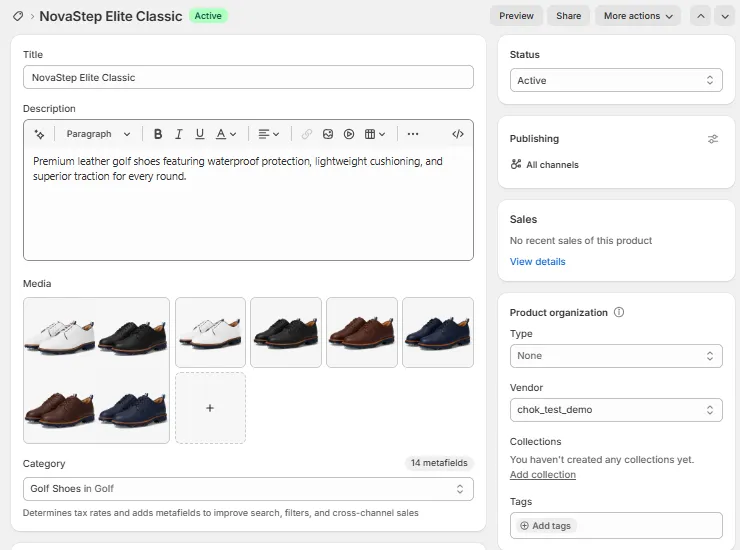 NovaStep Elite Classic
Active
Preview
Share
More actions
Title
NovaStep Elite Classic
Description
Paragraph
B I U A
Premium leather golf shoes featuring waterproof protection, lightweight cushioning, and
superior traction for every round.
Media
Category
14 metafields
Golf Shoes in Golf
Determines tax rates and adds metafields to improve search, filters, and cross-channel sales
Status
Active
Publishing
All channels
Sales
No recent sales of this product
View details
Product organization
Type
None
Vendor
chok_test_demo
Collections
You haven't created any collections yet.
Add collection
Tags
Add tags